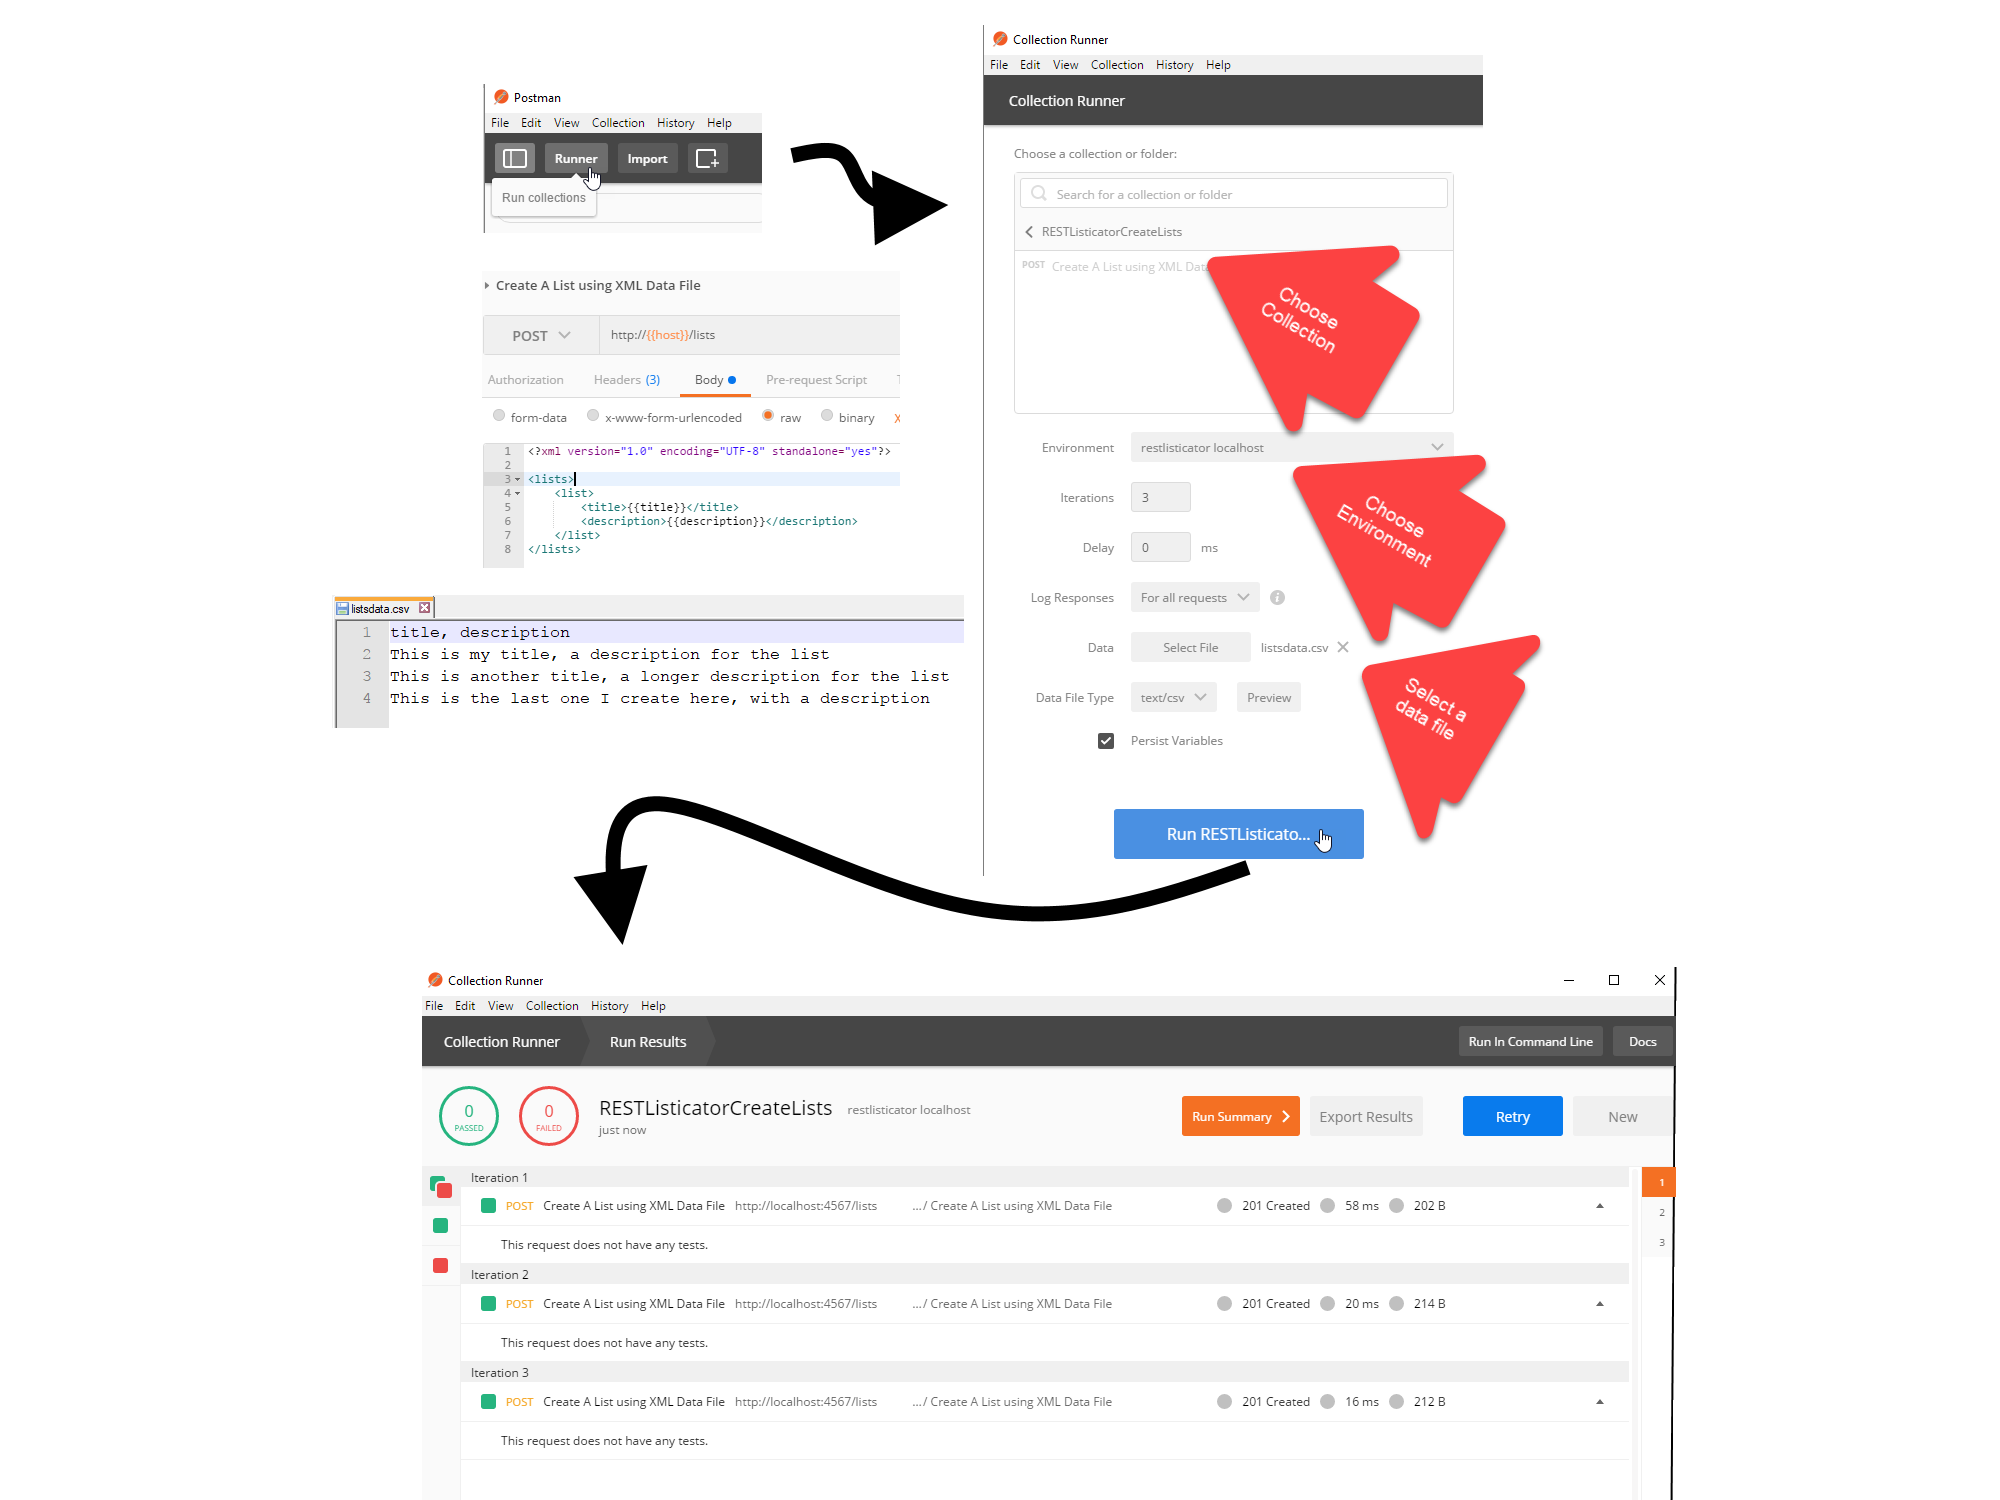 Postman
File Edit View Collection History Help
Runner Import
Run collections
Create A List using XML Data File
POST http://{{host}}/lists
Authorization Headers (3) Body Pre-request Script
form-data x-www-form-urlencoded raw binary
1 <?xml version="1.0" encoding="UTF-8" standalone="yes"?>
2
3 <lists>
4 <list>
5 <title>{{title}}</title>
6 <description>{{description}}</description>
7 </list>
8 </lists>
listsdata.csv
1 title, description
2 This is my title, a description for the list
3 This is another title, a longer description for the list
4 This is the last one I create here, with a description
Collection Runner
File Edit View Collection History Help
Collection Runner
Choose a collection or folder:
Search for a collection or folder
RESTListicatorCreateLists
POST Create A List using XML Dat
Choose
Collection
Environment restlisticator localhost
Iterations 3
Choose
Environment
Delay 0 ms
Log Responses For all requests
Data Select File listsdata.csv
Select a
data file
Data File Type text/csv Preview
Persist Variables
Run RESTListicato...
Collection Runner
File Edit View Collection History Help
Collection Runner Run Results Run In Command Line Docs
0 PASSED
0 FAILED
RESTListicatorCreateLists restlisticator localhost
just now
Run Summary Export Results Retry New
Iteration 1
POST Create A List using XML Data File http://localhost:4567/lists .../ Create A List using XML Data File 201 Created 58 ms 202 B
This request does not have any tests.
Iteration 2
POST Create A List using XML Data File http://localhost:4567/lists .../ Create A List using XML Data File 201 Created 20 ms 214 B
This request does not have any tests.
Iteration 3
POST Create A List using XML Data File http://localhost:4567/lists .../ Create A List using XML Data File 201 Created 16 ms 212 B
This request does not have any tests.
1
2
3